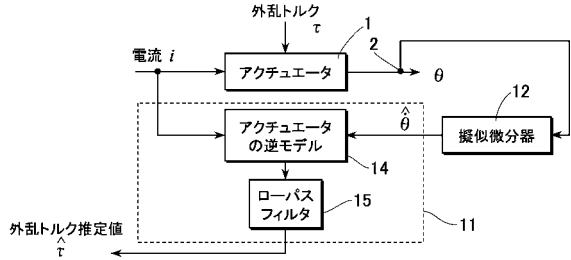 外乱トルク
τ
1
2
電流 i
アクチュエータ
θ
12
アクチュエータ
の逆モデル
θ̂
擬似微分器
14
ローパス
フィルタ
15
11
外乱トルク推定値
τ̂